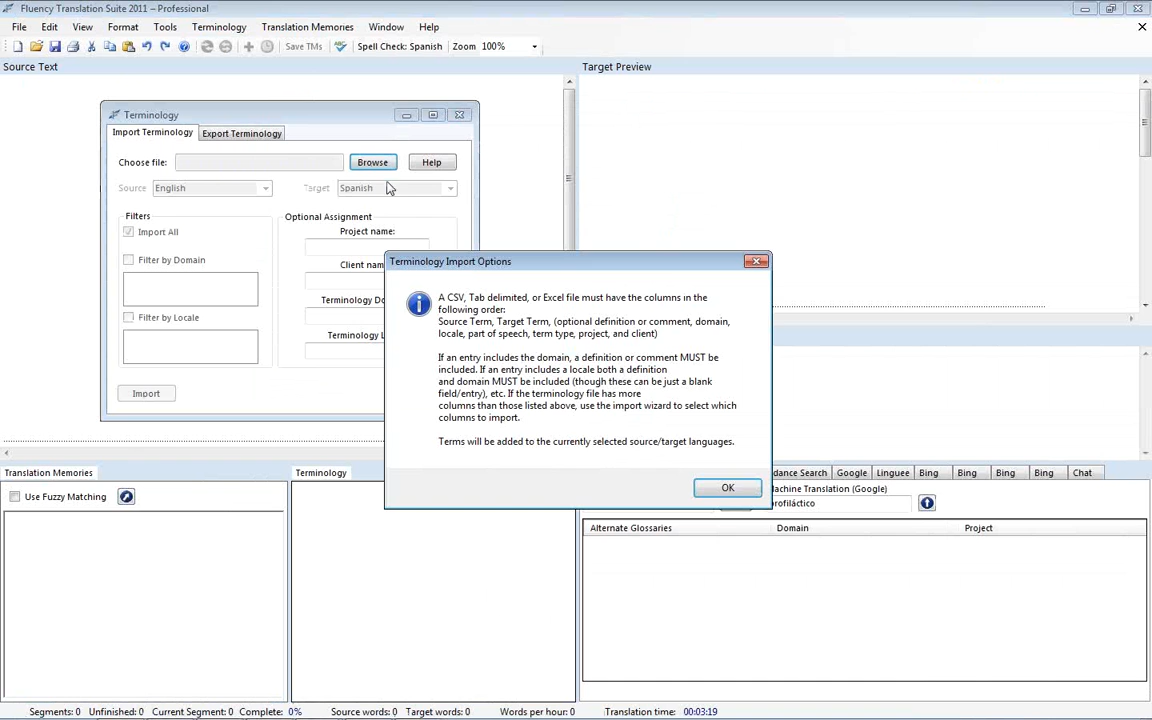 Fluency Translation Suite 2011 – Professional
File Edit View Format Tools Terminology Translation Memories Window Help
Save TMs Spell Check: Spanish Zoom 100%
Source Text
Target Preview
Terminology
Import Terminology Export Terminology
Choose file: Browse Help
Source English Target Spanish
Filters
Import All
Filter by Domain
Filter by Locale
Import
Optional Assignment
Project name:
Client nam
Terminology Do
Terminology L
Terminology Import Options
A CSV, Tab delimited, or Excel file must have the columns in the
following order:
Source Term, Target Term, (optional definition or comment, domain,
locale, part of speech, term type, project, and client)
If an entry includes the domain, a definition or comment MUST be
included. If an entry includes a locale both a definition
and domain MUST be included (though these can be just a blank
field/entry), etc. If the terminology file has more
columns than those listed above, use the import wizard to select which
columns to import.
Terms will be added to the currently selected source/target languages.
OK
Translation Memories
Use Fuzzy Matching
Terminology
dance Search Google Linguee Bing Bing Bing Bing Chat
achine Translation (Google)
profiláctico
Alternate Glossaries Domain Project
Segments: 0 Unfinished: 0 Current Segment: 0 Complete: 0% Source words: 0 Target words: 0 Words per hour: 0 Translation time: 00:03:19